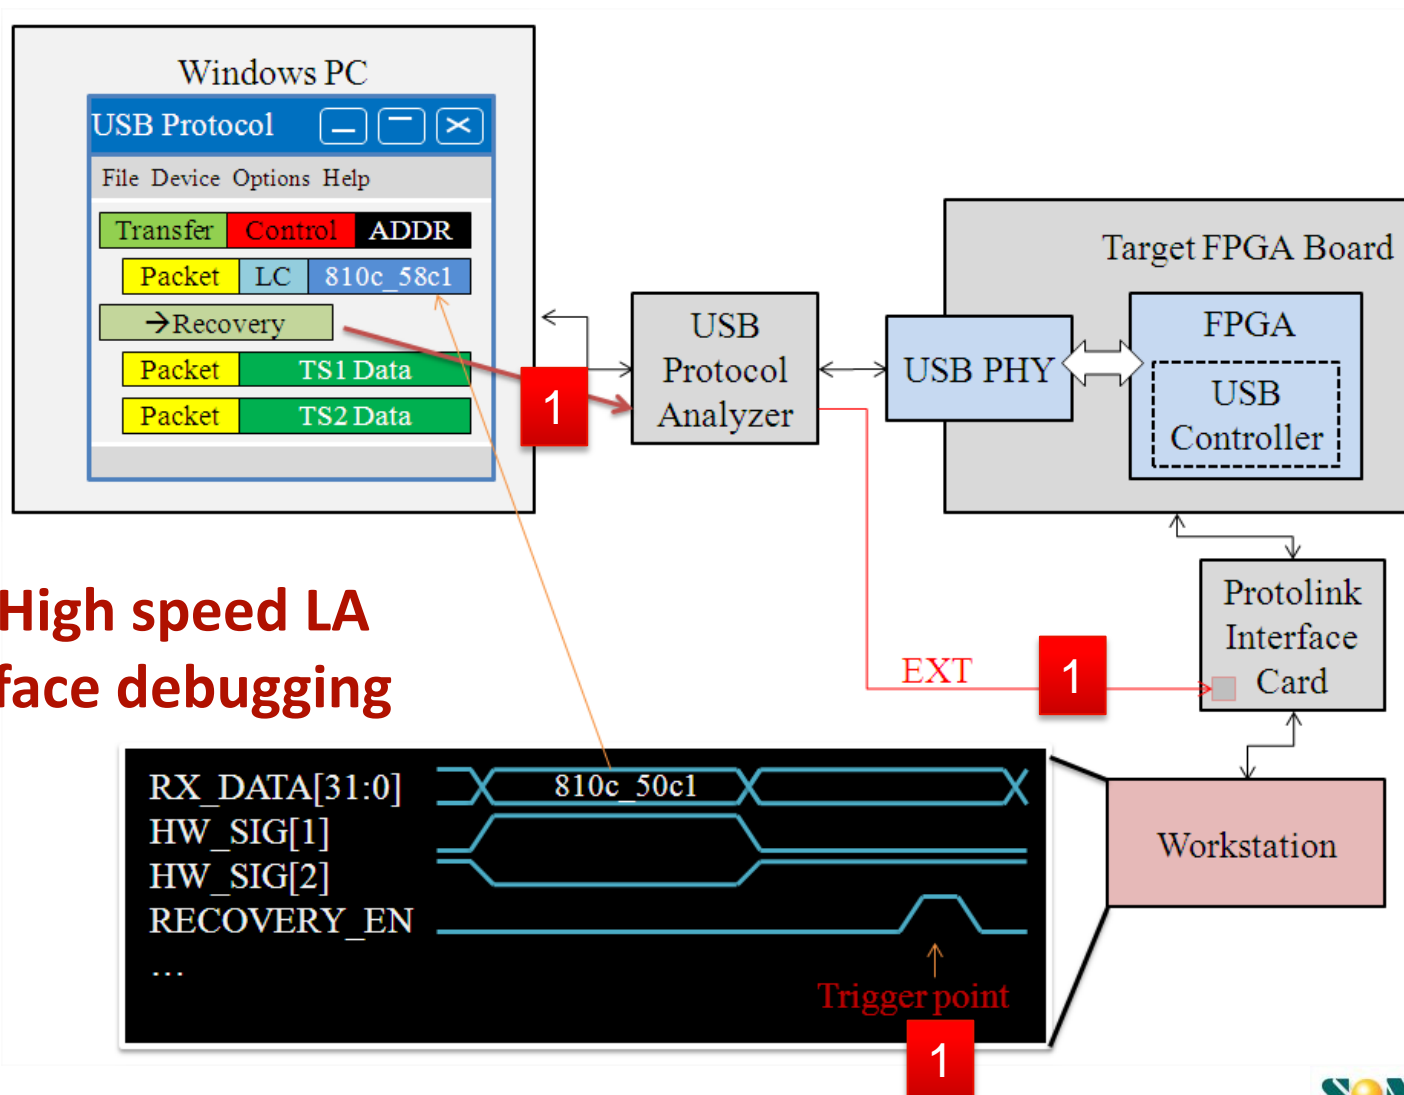 Windows PC
USB Protocol
File Device Options Help
Transfer Control ADDR
Packet LC 810c_58c1
→Recovery
Packet TS1 Data
Packet TS2 Data
1
USB
Protocol
Analyzer
USB PHY
Target FPGA Board
FPGA
USB
Controller
EXT
1
Protolink
Interface
Card
Workstation
High speed LA
face debugging
RX_DATA[31:0]
810c_50c1
HW_SIG[1]
HW_SIG[2]
RECOVERY_EN
...
Trigger point
1